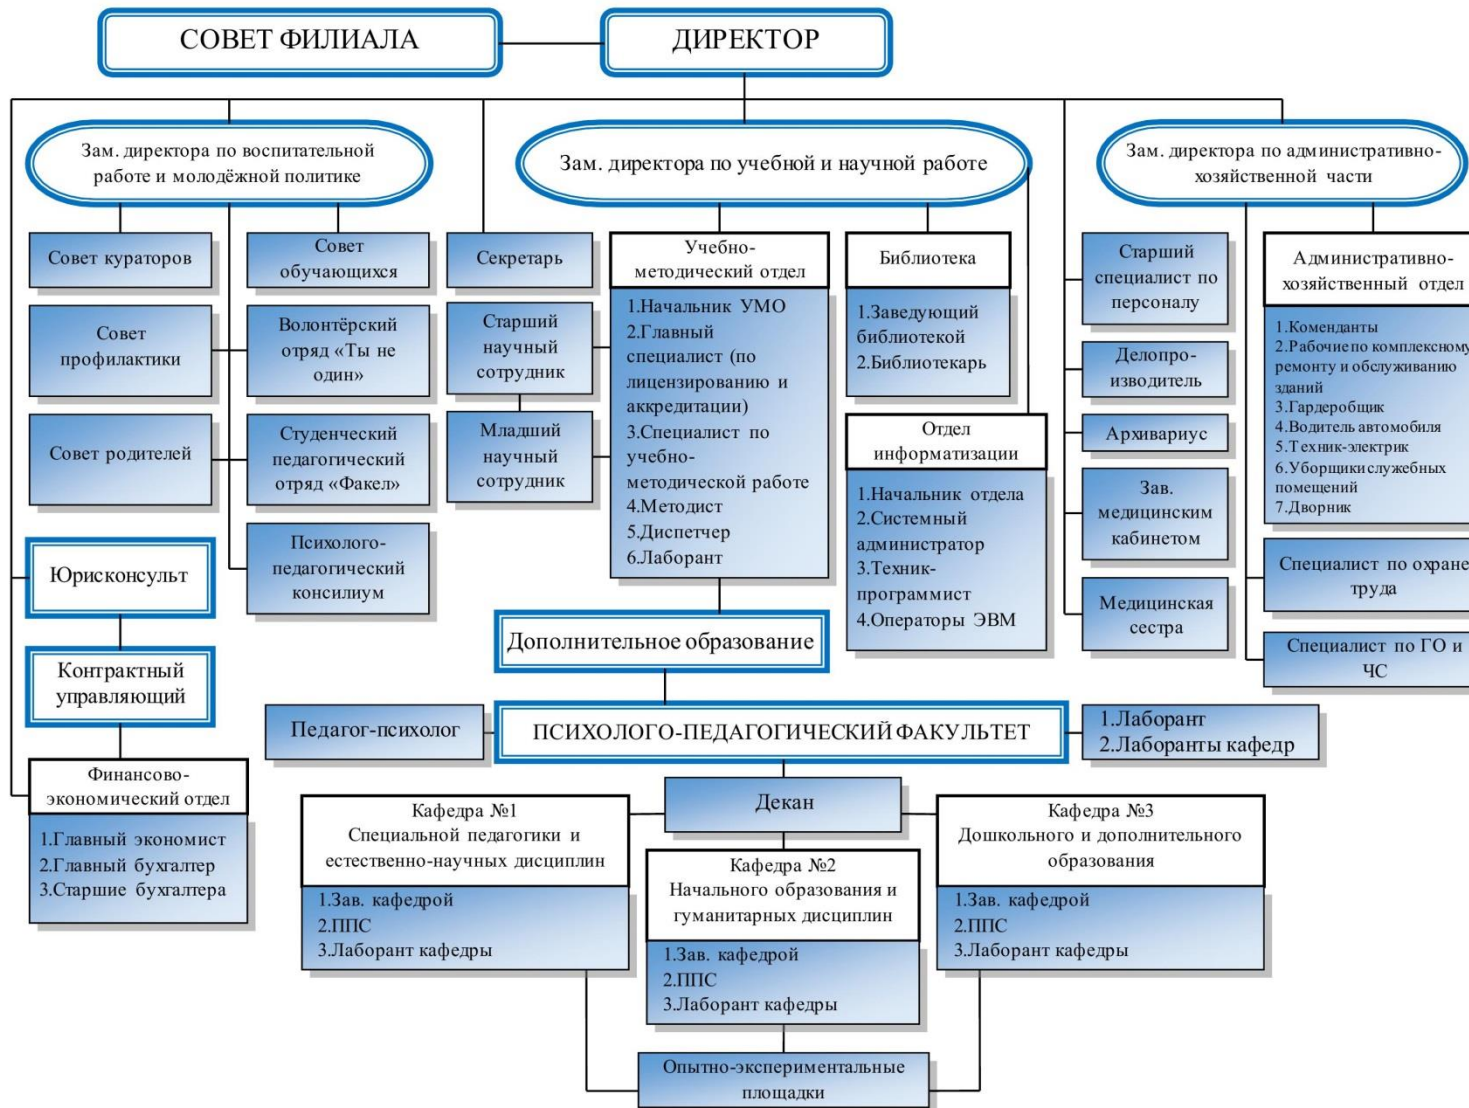 СОВЕТ ФИЛИАЛА
ДИРЕКТОР
Зам. директора по воспитательной
работе и молодёжной политике
Зам. директора по учебной и научной работе
Зам. директора по административно-
хозяйственной части
Совет кураторов
Совет
обучающихся
Совет
профилактики
Волонтёрский
отряд «Ты не
один»
Совет родителей
Студенческий
педагогический
отряд «Факел»
Психолого-
педагогический
консилиум
Юрисконсульт
Контрактный
управляющий
Финансово-
экономический отдел
1.Главный экономист
2.Главный бухгалтер
3.Старшие бухгалтера
Секретарь
Старший
научный
сотрудник
Младший
научный
сотрудник
Учебно-
методический отдел
1.Начальник УМО
2.Главный
специалист (по
лицензированию и
аккредитации)
3.Специалист по
учебно-
методической работе
4.Методист
5.Диспетчер
6.Лаборант
Библиотека
1.Заведующий
библиотекой
2.Библиотекарь
Отдел
информатизации
1.Начальник отдела
2.Системный
администратор
3.Техник-
программист
4.Операторы ЭВМ
Старший
специалист по
персоналу
Делопро-
изводитель
Архивариус
Зав.
медицинским
кабинетом
Медицинская
сестра
Административно-
хозяйственный отдел
1.Коменданты
2.Рабочие по комплексному
ремонту и обслуживанию
зданий
3.Гардеробщик
4.Водитель автомобиля
5.Техник-электрик
6.Уборщики служебных
помещений
7.Дворник
Специалист по охране
труда
Специалист по ГО и
ЧС
Дополнительное образование
Педагог-психолог
ПСИХОЛОГО-ПЕДАГОГИЧЕСКИЙ ФАКУЛЬТЕТ
1.Лаборант
2.Лаборанты кафедр
Декан
Кафедра №1
Специальной педагогики и
естественно-научных дисциплин
1.Зав. кафедрой
2.ППС
3.Лаборант кафедры
Кафедра №2
Начального образования и
гуманитарных дисциплин
1.Зав. кафедрой
2.ППС
3.Лаборант кафедры
Кафедра №3
Дошкольного и дополнительного
образования
1.Зав. кафедрой
2.ППС
3.Лаборант кафедры
Опытно-экспериментальные
площадки